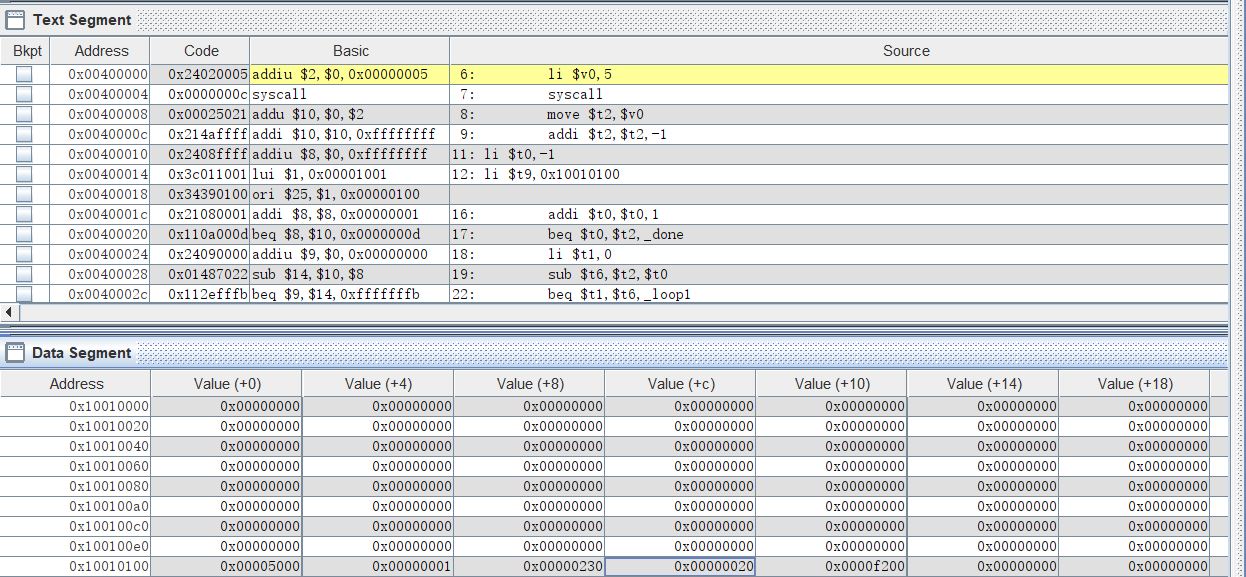 Text Segment
Bkpt Address Code Basic Source
0x00400000 0x24020005 addiu $2,$0,0x00000005 6: li $v0,5
0x00400004 0x0000000c syscall 7: syscall
0x00400008 0x00025021 addu $10,$0,$2 8: move $t2,$v0
0x0040000c 0x214affff addi $10,$10,0xffffffff 9: addi $t2,$t2,-1
0x00400010 0x2408ffff addiu $8,$0,0xffffffff 11: li $t0,-1
0x00400014 0x3c011001 lui $1,0x00001001 12: li $t9,0x10010100
0x00400018 0x34390100 ori $25,$1,0x00000100
0x0040001c 0x21080001 addi $8,$8,0x00000001 16: addi $t0,$t0,1
0x00400020 0x110a000d beq $8,$10,0x0000000d 17: beq $t0,$t2,_done
0x00400024 0x24090000 addiu $9,$0,0x00000000 18: li $t1,0
0x00400028 0x01487022 sub $14,$10,$8 19: sub $t6,$t2,$t0
0x0040002c 0x112efffb beq $9,$14,0xfffffffb 22: beq $t1,$t6,_loop1
Data Segment
Address Value (+0) Value (+4) Value (+8) Value (+c) Value (+10) Value (+14) Value (+18)
0x10010000 0x00000000 0x00000000 0x00000000 0x00000000 0x00000000 0x00000000 0x00000000
0x10010020 0x00000000 0x00000000 0x00000000 0x00000000 0x00000000 0x00000000 0x00000000
0x10010040 0x00000000 0x00000000 0x00000000 0x00000000 0x00000000 0x00000000 0x00000000
0x10010060 0x00000000 0x00000000 0x00000000 0x00000000 0x00000000 0x00000000 0x00000000
0x10010080 0x00000000 0x00000000 0x00000000 0x00000000 0x00000000 0x00000000 0x00000000
0x100100a0 0x00000000 0x00000000 0x00000000 0x00000000 0x00000000 0x00000000 0x00000000
0x100100c0 0x00000000 0x00000000 0x00000000 0x00000000 0x00000000 0x00000000 0x00000000
0x100100e0 0x00000000 0x00000000 0x00000000 0x00000000 0x00000000 0x00000000 0x00000000
0x10010100 0x00005000 0x00000001 0x00000230 0x00000020 0x0000f200 0x00000000 0x00000000